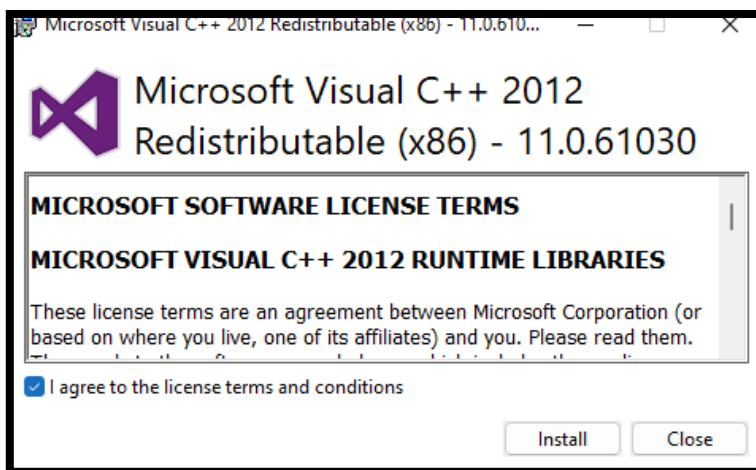 Microsoft Visual C++ 2012 Redistributable (x86) - 11.0.610...
Microsoft Visual C++ 2012
Redistributable (x86) - 11.0.61030
MICROSOFT SOFTWARE LICENSE TERMS
MICROSOFT VISUAL C++ 2012 RUNTIME LIBRARIES
These license terms are an agreement between Microsoft Corporation (or
based on where you live, one of its affiliates) and you. Please read them.
I agree to the license terms and conditions
Install
Close